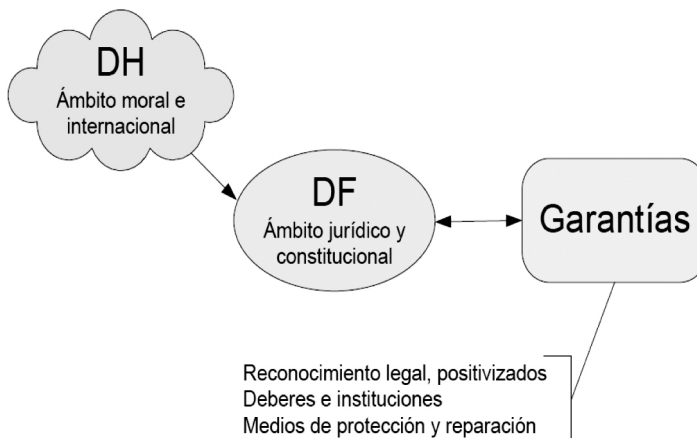 DH
Ámbito moral e
internacional
DF
Ámbito jurídico y
constitucional
Garantías
Reconocimiento legal, positivizados
Deberes e instituciones
Medios de protección y reparación